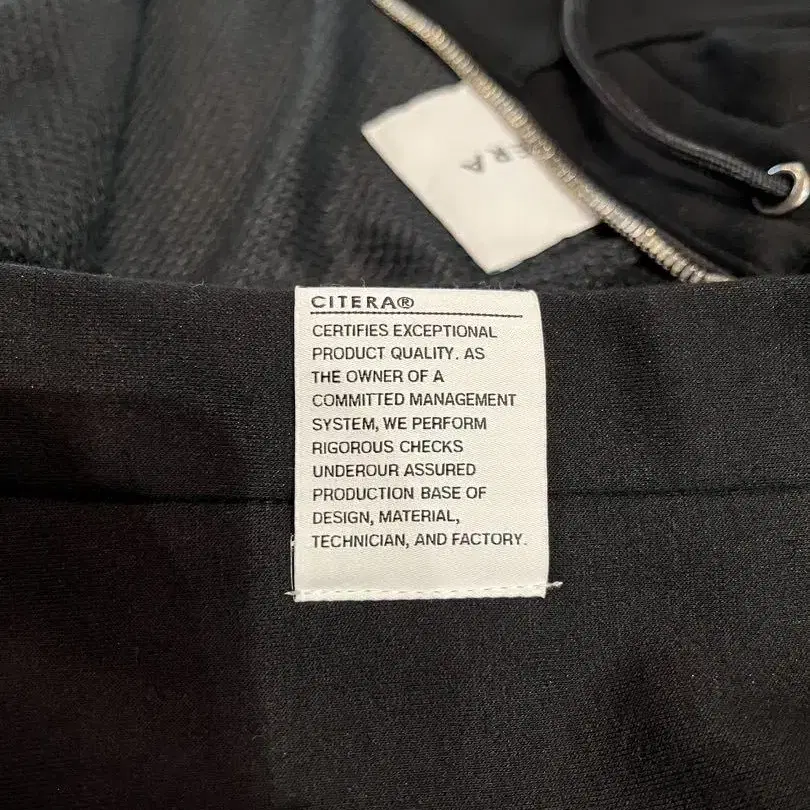 ERA
CITERA®
CERTIFIES EXCEPTIONAL
PRODUCT QUALITY. AS
THE OWNER OF A
COMMITTED MANAGEMENT
SYSTEM, WE PERFORM
RIGOROUS CHECKS
UNDEROUR ASSURED
PRODUCTION BASE OF
DESIGN, MATERIAL,
TECHNICIAN, AND FACTORY.